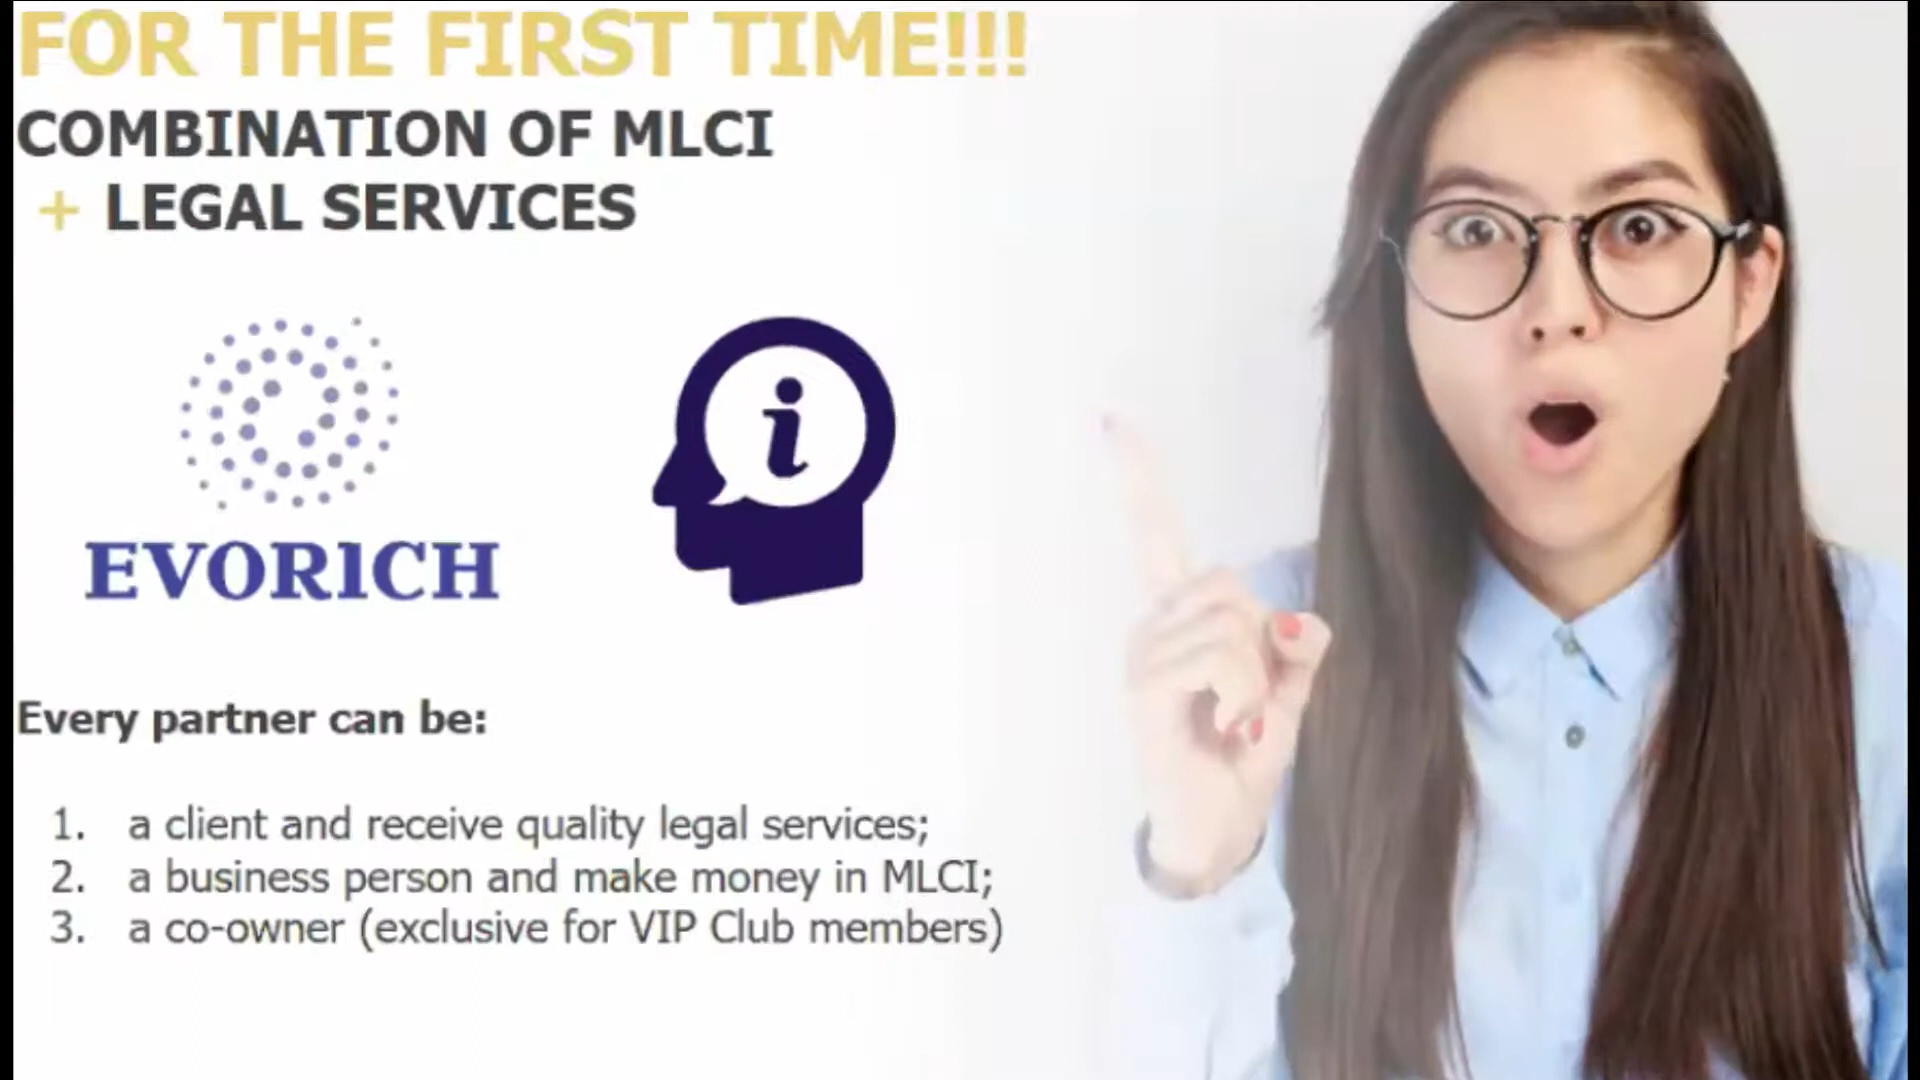 FOR THE FIRST TIME!!!
COMBINATION OF MLCI
+ LEGAL SERVICES
i
EVOR1CH
Every partner can be:
1. a client and receive quality legal services;
2. a business person and make money in MLCI;
3. a co-owner (exclusive for VIP Club members)